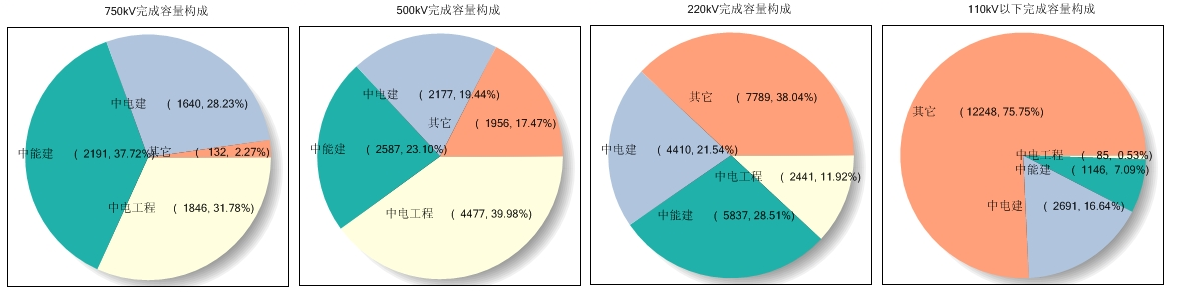 750kV完成容量构成
中电建 ( 1640, 28.23%)
中能建 ( 2191, 37.72%)
其它 ( 132, 2.27%)
中电工程 ( 1846, 31.78%)
500kV完成容量构成
中电建 ( 2177, 19.44%)
其它 ( 1956, 17.47%)
中能建 ( 2587, 23.10%)
中电工程 ( 4477, 39.98%)
220kV完成容量构成
其它 ( 7789, 38.04%)
中电建 ( 4410, 21.54%)
中电工程 ( 2441, 11.92%)
中能建 ( 5837, 28.51%)
110kV以下完成容量构成
其它 ( 12248, 75.75%)
中电工程 ( 85, 0.53%)
中能建 ( 1146, 7.09%)
中电建 ( 2691, 16.64%)